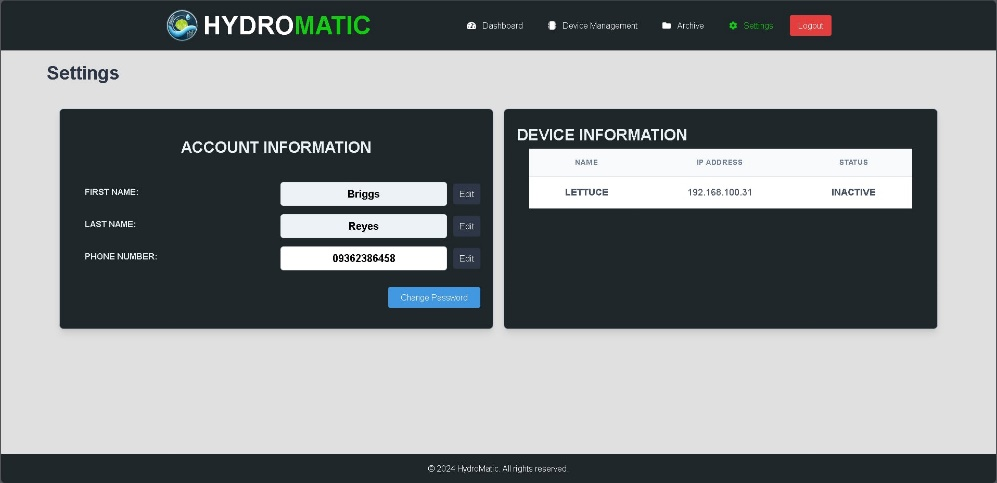 HYDROMATIC Dashboard Device Management Archive Settings Logout
Settings
ACCOUNT INFORMATION
FIRST NAME: Briggs Edit
LAST NAME: Reyes Edit
PHONE NUMBER: 09362386458 Edit
Change Password
DEVICE INFORMATION
NAME IP ADDRESS STATUS
LETTUCE 192.168.100.31 INACTIVE
© 2024 HydroMatic. All rights reserved.